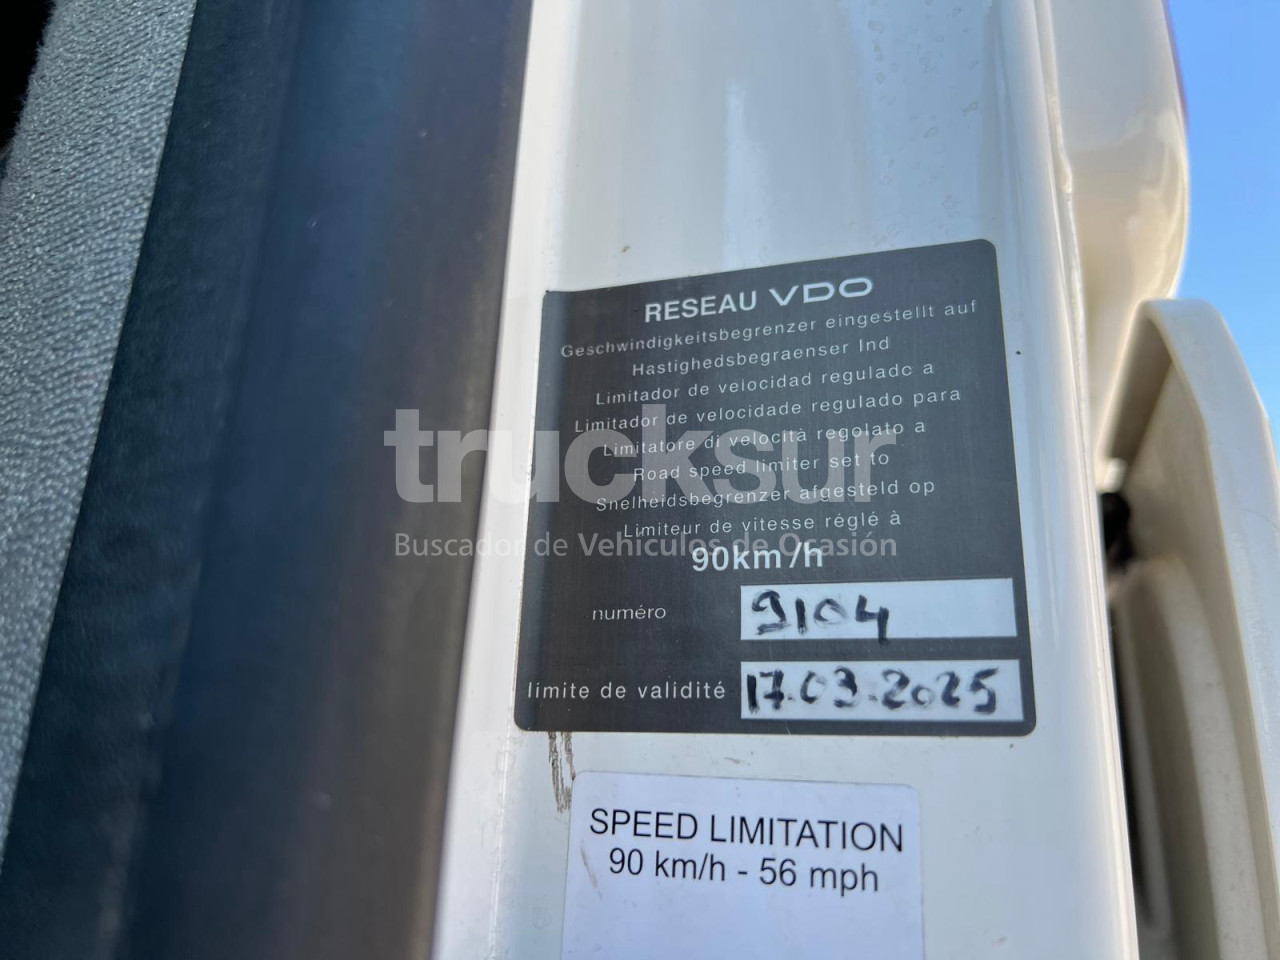 RESEAU VDO
Geschwindigkeitsbegrenzer eingestellt auf
Hastighedsbegraenser Ind
Limitador de velocidad regulado a
Limitador de velocidade regulado para
Limitatore di velocità regolato a
Road speed limiter set to
Snelheidsbegrenzer afgesteld op
Limiteur de vitesse réglé à
90km/h
numéro 9104
limite de validité 17.03.2025
trucksur
Buscador de Vehículos de Ocasión
SPEED LIMITATION
90 km/h - 56 mph